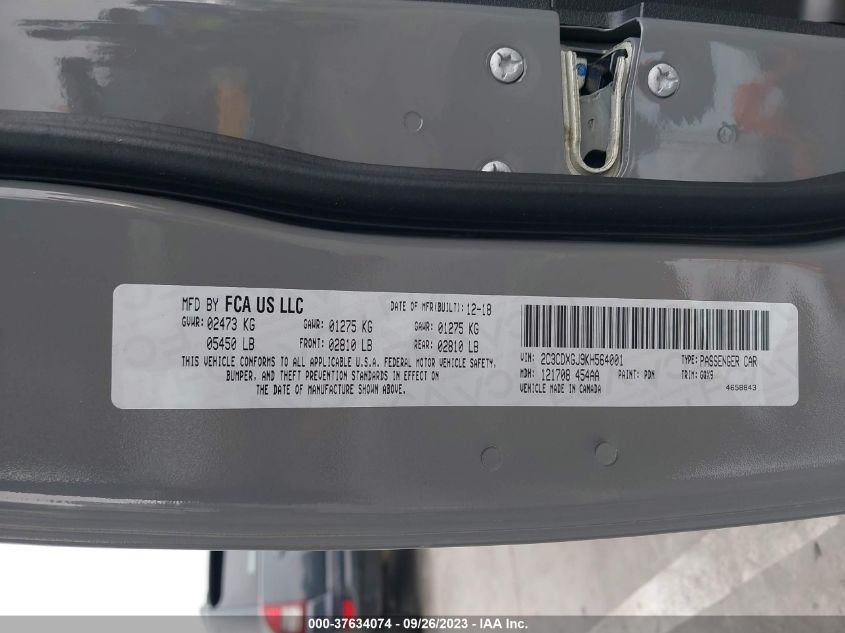 MFD BY FCA US LLC
DATE OF MFR(BUILT): 12-18
GVWR: 02473 KG GAWR: 01275 KG GAWR: 01275 KG
05450 LB FRONT: 02810 LB REAR: 02810 LB
THIS VEHICLE CONFORMS TO ALL APPLICABLE U.S.A. FEDERAL MOTOR VEHICLE SAFETY,
BUMPER, AND THEFT PREVENTION STANDARDS IN EFFECT ON
THE DATE OF MANUFACTURE SHOWN ABOVE.
VIN: 2C3CDXGJ9KH564001 TYPE: PASSENGER CAR
MDH: 121708 454AA PAINT: PDN TRIM: GQX9
VEHICLE MADE IN CANADA 4658843
000-37634074 / 09/26/2023 - IAA Inc.